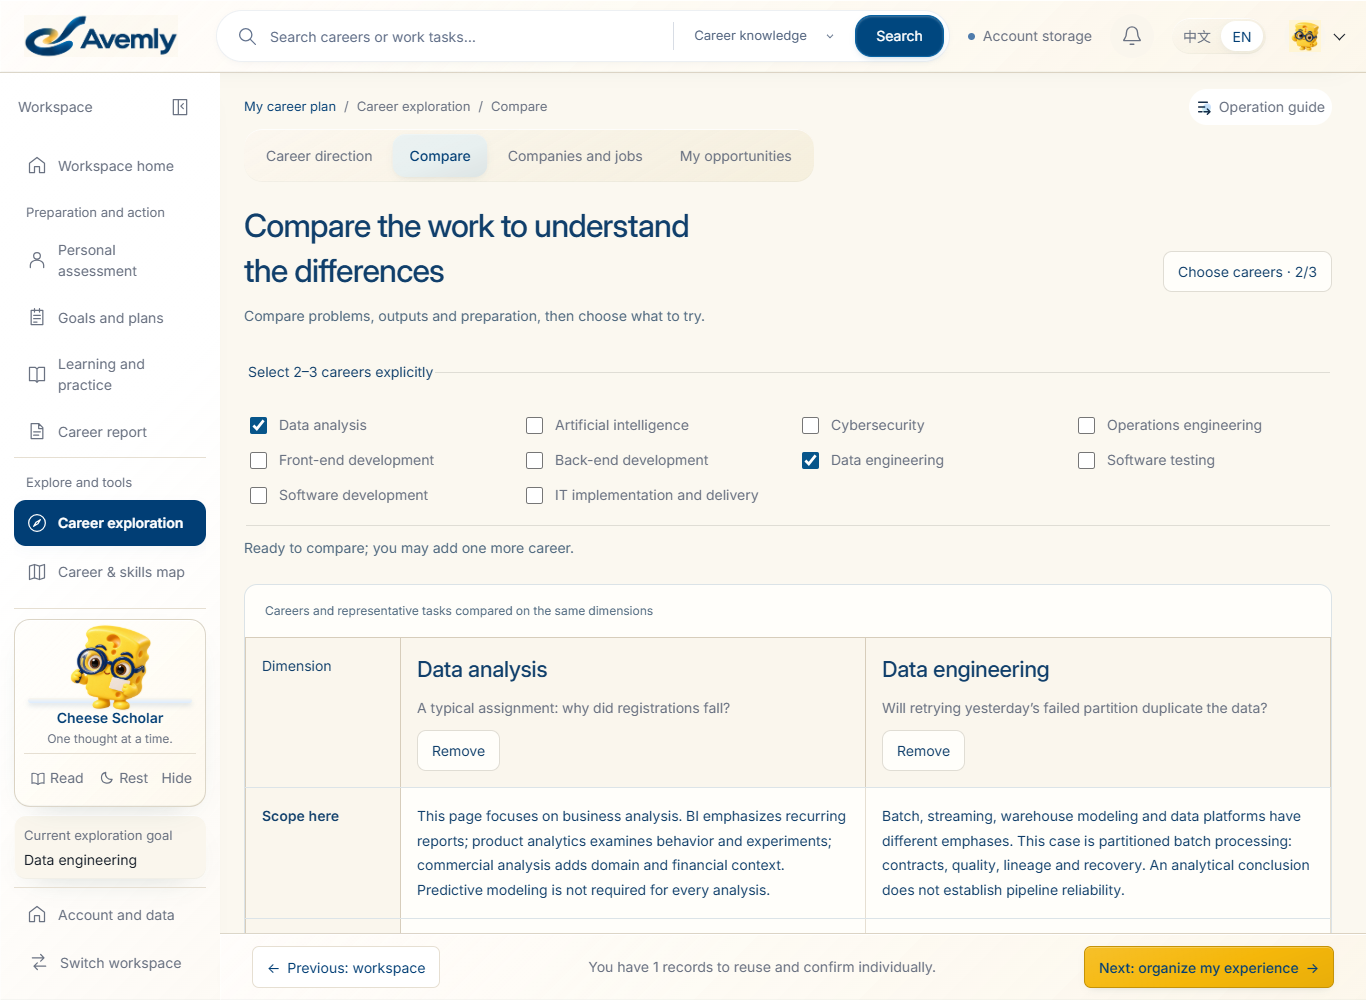 Avemly
Search careers or work tasks...
Career knowledge
Search
Account storage
中文
EN
Workspace
Workspace home
Preparation and action
Personal
assessment
Goals and plans
Learning and
practice
Career report
Explore and tools
Career exploration
Career & skills map
Cheese Scholar
One thought at a time.
Read
Rest
Hide
Current exploration goal
Data engineering
Account and data
Switch workspace
My career plan / Career exploration / Compare
Operation guide
Career direction
Compare
Companies and jobs
My opportunities
Compare the work to understand
the differences
Choose careers · 2/3
Compare problems, outputs and preparation, then choose what to try.
Select 2–3 careers explicitly
Data analysis
Artificial intelligence
Cybersecurity
Operations engineering
Front-end development
Back-end development
Data engineering
Software testing
Software development
IT implementation and delivery
Ready to compare; you may add one more career.
Careers and representative tasks compared on the same dimensions
Dimension
Data analysis
A typical assignment: why did registrations fall?
Remove
Data engineering
Will retrying yesterday’s failed partition duplicate the data?
Remove
Scope here
This page focuses on business analysis. BI emphasizes recurring
reports; product analytics examines behavior and experiments;
commercial analysis adds domain and financial context.
Predictive modeling is not required for every analysis.
Batch, streaming, warehouse modeling and data platforms have
different emphases. This case is partitioned batch processing:
contracts, quality, lineage and recovery. An analytical conclusion
does not establish pipeline reliability.
← Previous: workspace
You have 1 records to reuse and confirm individually.
Next: organize my experience →